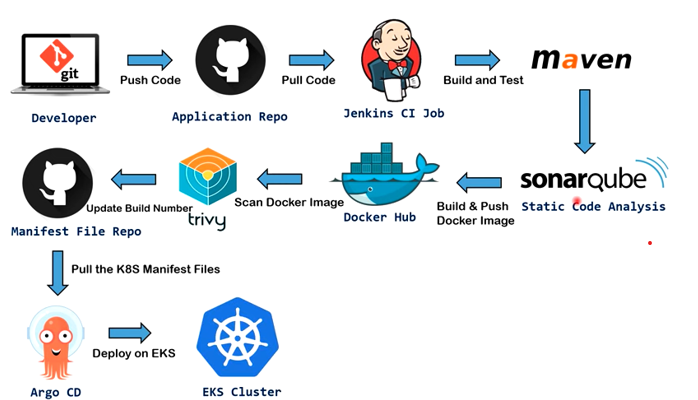 git
Push Code
Pull Code
Build and Test
maven
Developer
Application Repo
Jenkins CI Job
sonarqube
Static Code Analysis
Build & Push
Docker Image
Docker Hub
Scan Docker Image
trivy
Update Build Number
Manifest File Repo
Pull the K8S Manifest Files
Argo CD
Deploy on EKS
EKS Cluster